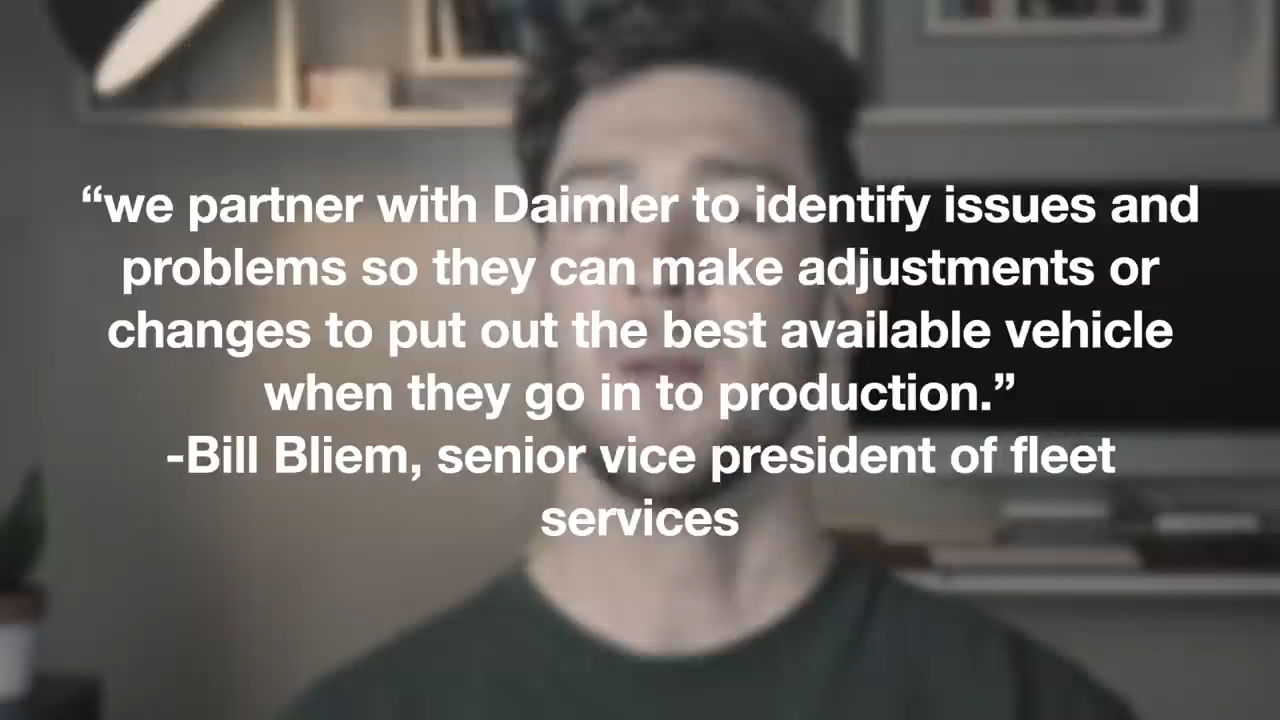 “we partner with Daimler to identify issues and
problems so they can make adjustments or
changes to put out the best available vehicle
when they go in to production.”
-Bill Bliem, senior vice president of fleet
services